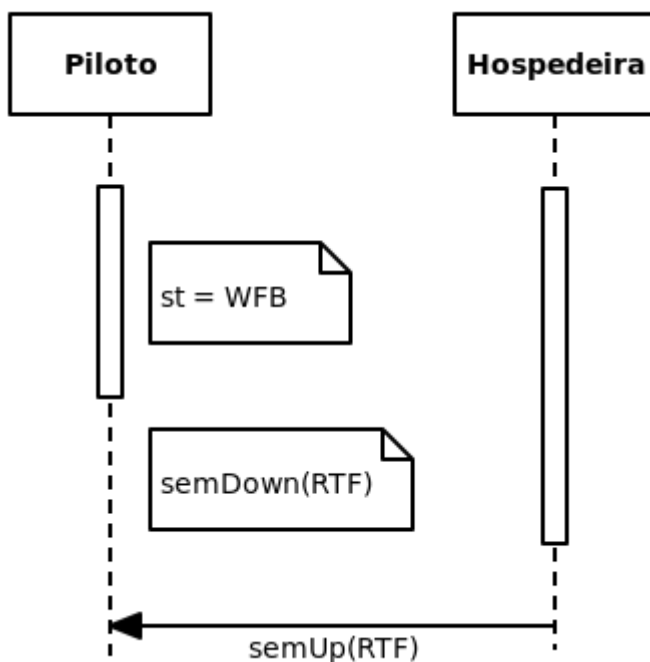 Piloto
Hospedeira
st = WFB
semDown(RTF)
semUp(RTF)